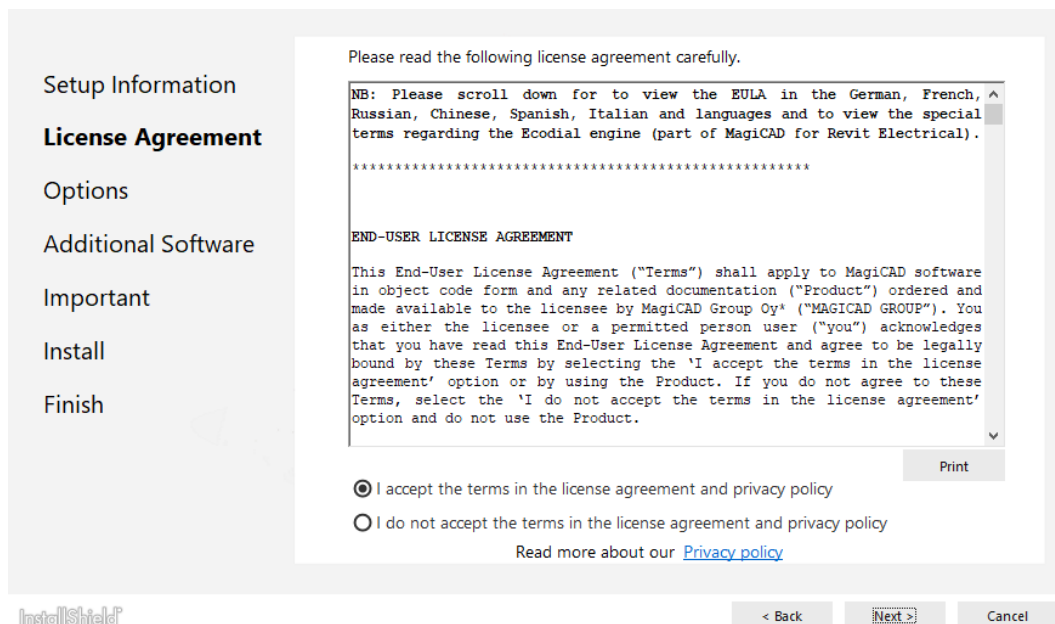 Setup Information
License Agreement
Options
Additional Software
Important
Install
Finish
Please read the following license agreement carefully.
NB: Please scroll down for to view the EULA in the German, French,
Russian, Chinese, Spanish, Italian and languages and to view the special
terms regarding the Ecodial engine (part of MagiCAD for Revit Electrical).
******************************************************
END-USER LICENSE AGREEMENT
This End-User License Agreement (“Terms”) shall apply to MagiCAD software
in object code form and any related documentation (“Product”) ordered and
made available to the licensee by MagiCAD Group Oy* (“MAGICAD GROUP”). You
as either the licensee or a permitted person user (“you”) acknowledges
that you have read this End-User License Agreement and agree to be legally
bound by these Terms by selecting the ‘I accept the terms in the license
agreement’ option or by using the Product. If you do not agree to these
Terms, select the ‘I do not accept the terms in the license agreement’
option and do not use the Product.
Print
I accept the terms in the license agreement and privacy policy
I do not accept the terms in the license agreement and privacy policy
Read more about our Privacy policy
InstallShield
< Back
Next >
Cancel